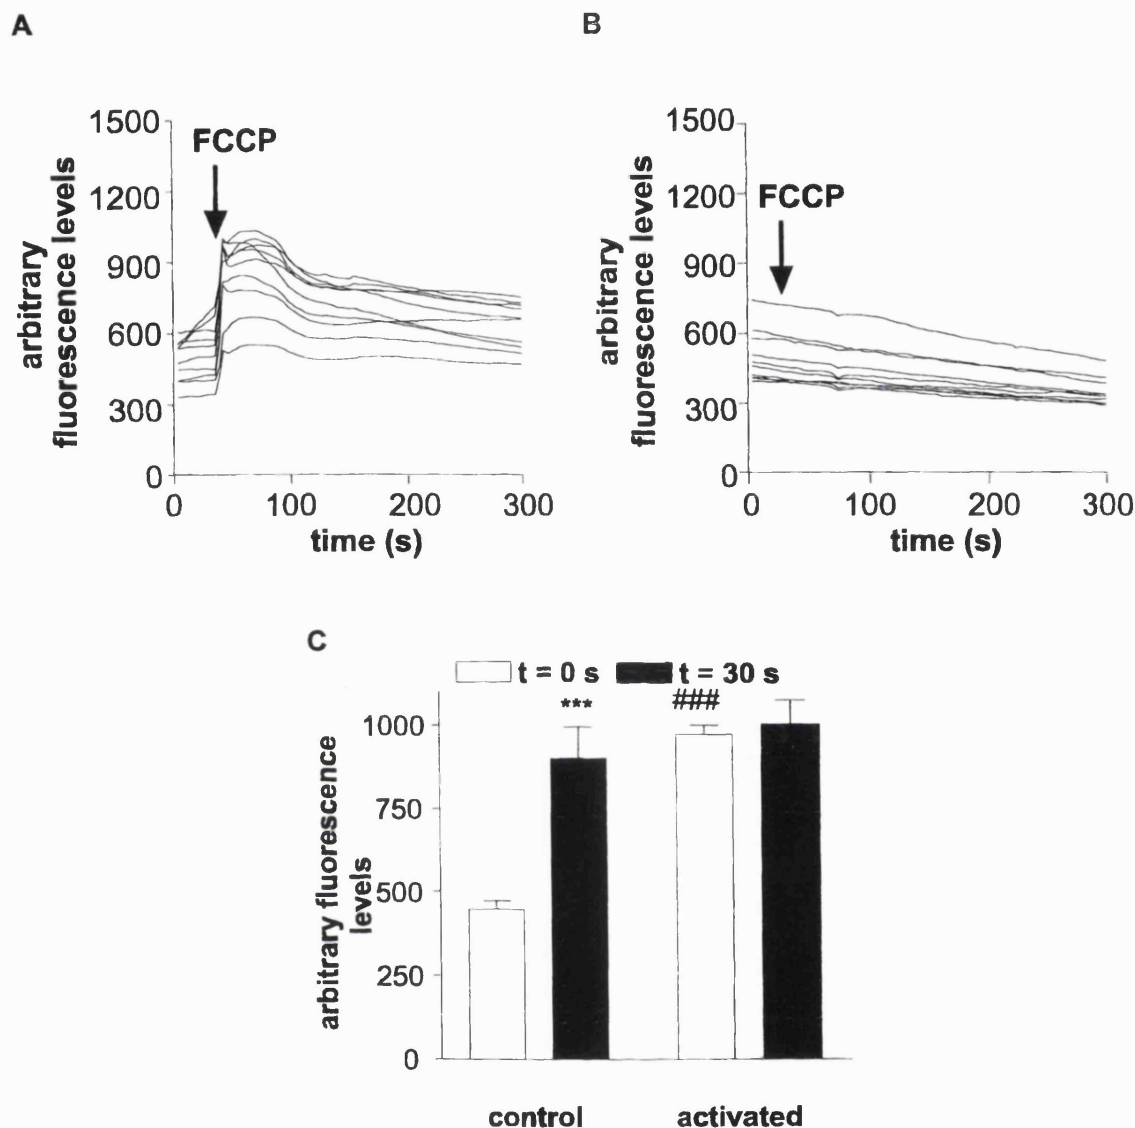 A
B
1500
1200
900
600
300
0
arbitrary
fluorescence levels
FCCP
0 100 200 300
time (s)
1500
1200
900
600
300
0
arbitrary
fluorescence levels
FCCP
0 100 200 300
time (s)
C
t = 0 s t = 30 s
*** ###
1000
750
500
250
0
arbitrary fluorescence
levels
control activated